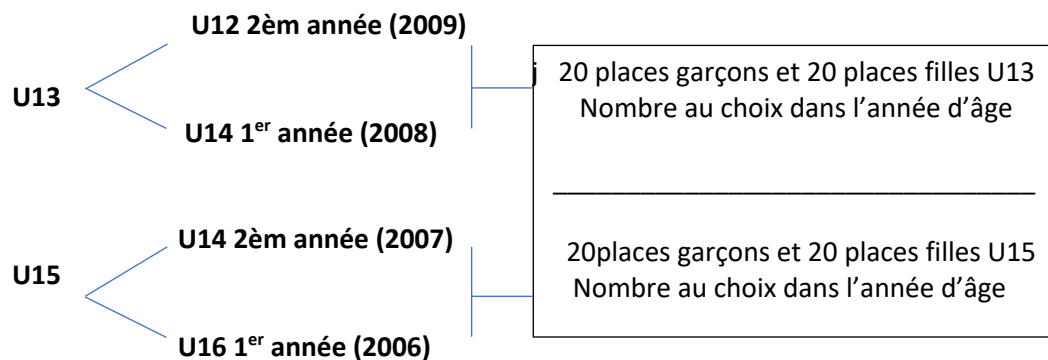 U12 2èm année (2009)
U13
U14 1er année (2008)
j 20 places garçons et 20 places filles U13
Nombre au choix dans l’année d’âge
__________________________________
U14 2èm année (2007)
U15
U16 1er année (2006)
20places garçons et 20 places filles U15
Nombre au choix dans l’année d’âge